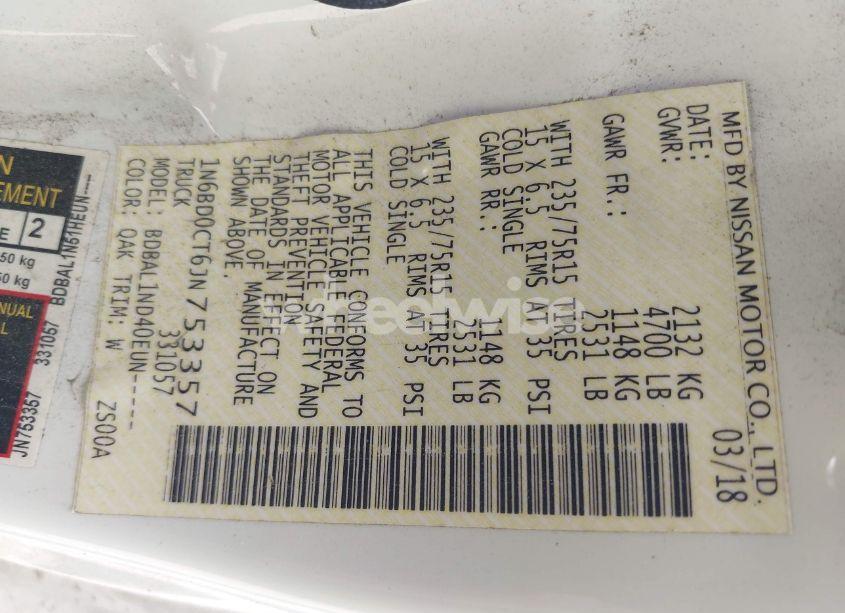 MFD BY NISSAN MOTOR CO., LTD.
DATE: 03/18
GVWR: 2132 KG
4700 LB
GAWR FR.: 1148 KG
2531 LB
WITH 235/75R15 TIRES
15 X 6.5 RIMS AT 35 PSI
COLD SINGLE
GAWR RR.: 1148 KG
2531 LB
WITH 235/75R15 TIRES
15 X 6.5 RIMS AT 35 PSI
COLD SINGLE
THIS VEHICLE CONFORMS TO
ALL APPLICABLE FEDERAL
MOTOR VEHICLE SAFETY AND
THEFT PREVENTION
STANDARDS IN EFFECT ON
THE DATE OF MANUFACTURE
SHOWN ABOVE.
1N6BD0CT6JN753357
TRUCK 331057
MODEL: BDBAL1ND4DEUN-----
COLOR: QAK TRIM: W ZS00A
N
EMENT
E 2
50 kg
50 kg
NUAL
L
BDBAL1N51HEUN----
331057
JN753357